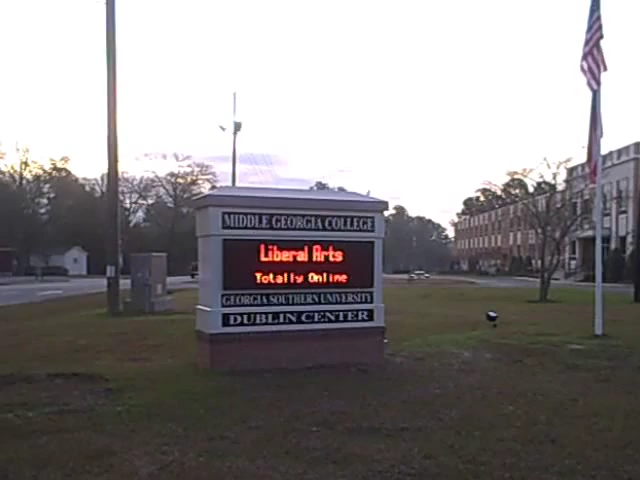 MIDDLE GEORGIA COLLEGE
Liberal Arts
Totally Online
GEORGIA SOUTHERN UNIVERSITY
DUBLIN CENTER